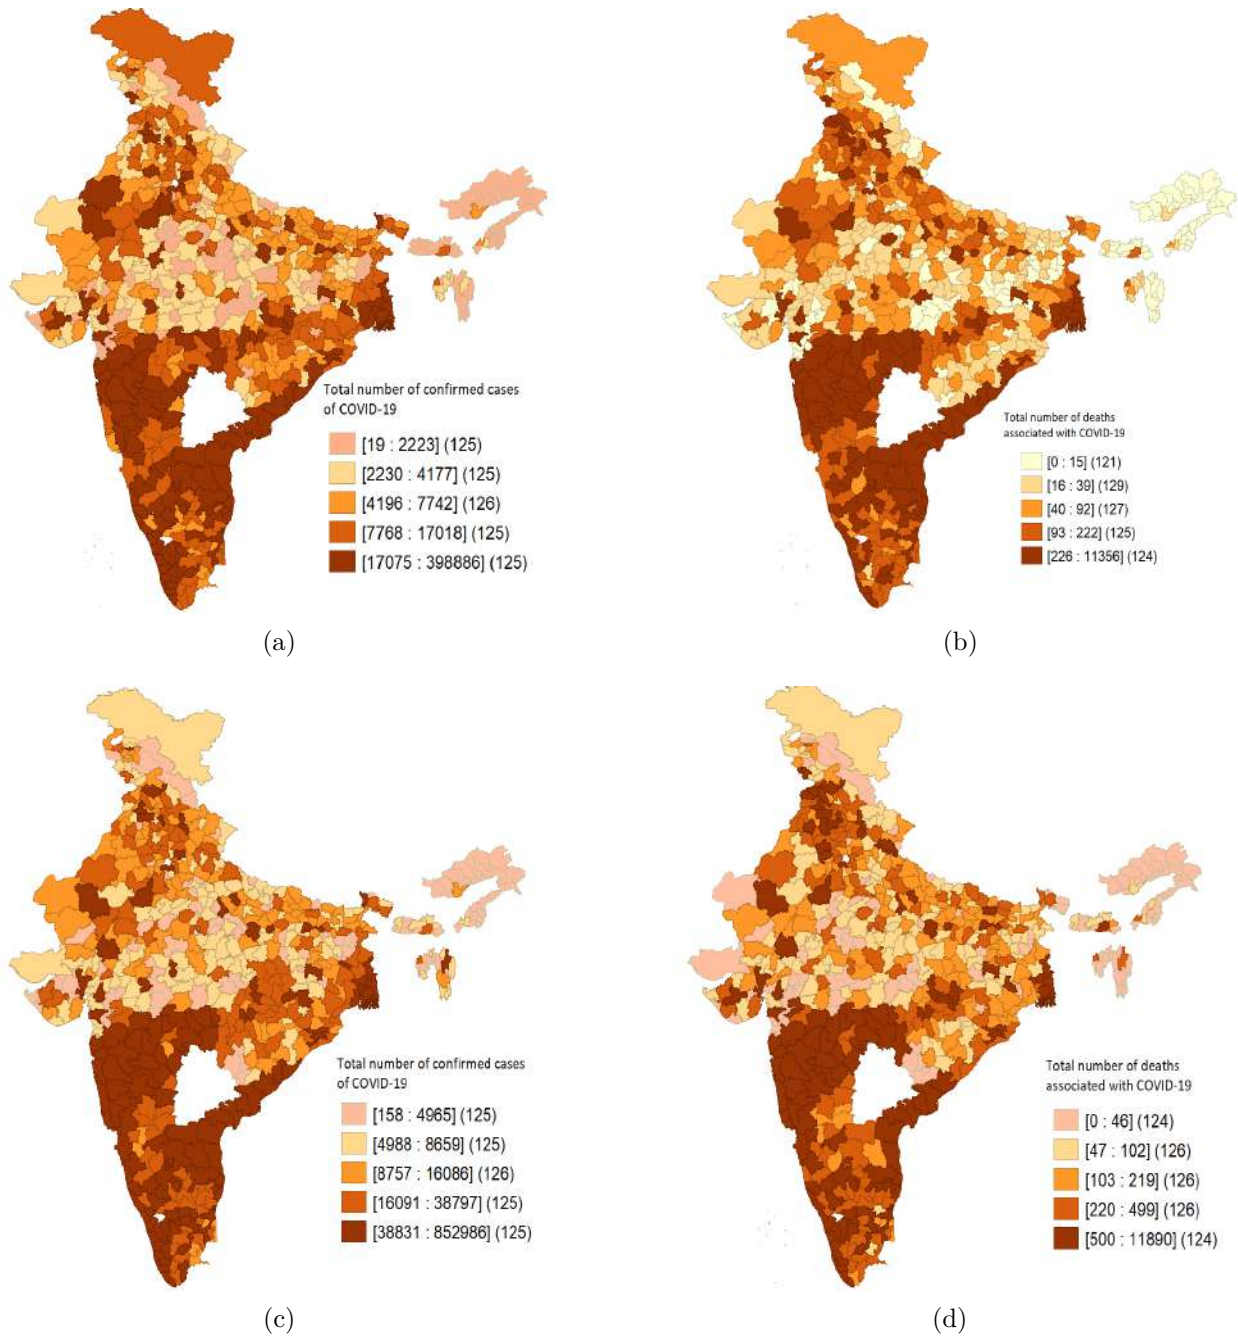 Total number of confirmed cases
of COVID-19
[19 : 2223] (125)
[2230 : 4177] (125)
[4196 : 7742] (126)
[7768 : 17018] (125)
[17075 : 398886] (125)
(a)
Total number of deaths
associated with COVID-19
[0 : 15] (121)
[16 : 39] (129)
[40 : 92] (127)
[93 : 222] (125)
[226 : 11356] (124)
(b)
Total number of confirmed cases
of COVID-19
[158 : 4965] (125)
[4988 : 8659] (125)
[8757 : 16086] (126)
[16091 : 38797] (125)
[38831 : 852986] (125)
(c)
Total number of deaths
associated with COVID-19
[0 : 46] (124)
[47 : 102] (126)
[103 : 219] (126)
[220 : 499] (126)
[500 : 11890] (124)
(d)